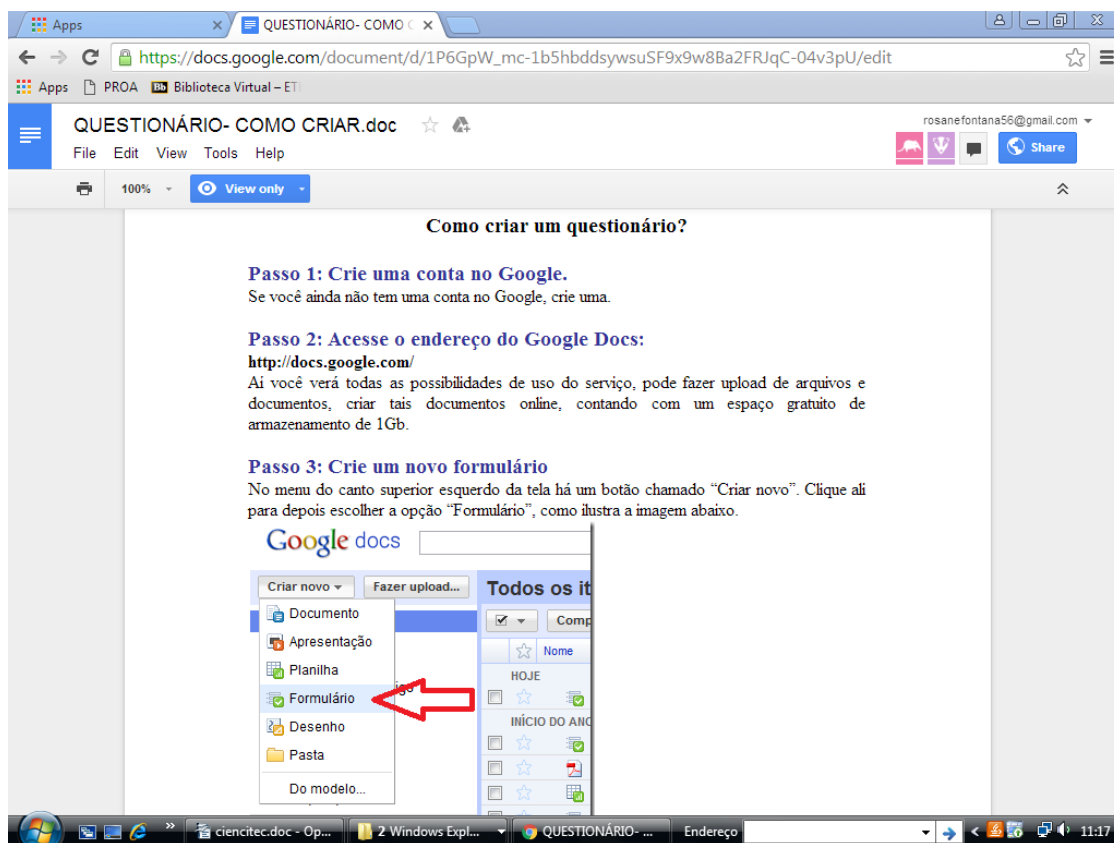 Apps
QUESTIONÁRIO- COMO C
https://docs.google.com/document/d/1P6GpW_mc-1b5hbddsywsuSF9x9w8Ba2FRJqC-04v3pU/edit
Apps PROA Bb Biblioteca Virtual – ET
QUESTIONÁRIO- COMO CRIAR.doc
rosanefontana56@gmail.com
File Edit View Tools Help
Share
100% View only
Como criar um questionário?
Passo 1: Crie uma conta no Google.
Se você ainda não tem uma conta no Google, crie uma.
Passo 2: Acesse o endereço do Google Docs:
http://docs.google.com/
Aí você verá todas as possibilidades de uso do serviço, pode fazer upload de arquivos e
documentos, criar tais documentos online, contando com um espaço gratuito de
armazenamento de 1Gb.
Passo 3: Crie um novo formulário
No menu do canto superior esquerdo da tela há um botão chamado “Criar novo”. Clique ali
para depois escolher a opção “Formulário”, como ilustra a imagem abaixo.
Google docs
Criar novo Fazer upload... Todos os it
Documento
Comp
Apresentação
Nome
Planilha
HOJE
Formulário
igo
INÍCIO DO ANO
Desenho
Pasta
Do modelo...
ciencitec.doc - Op... 2 Windows Expl... QUESTIONÁRIO- ... Endereço 11:17